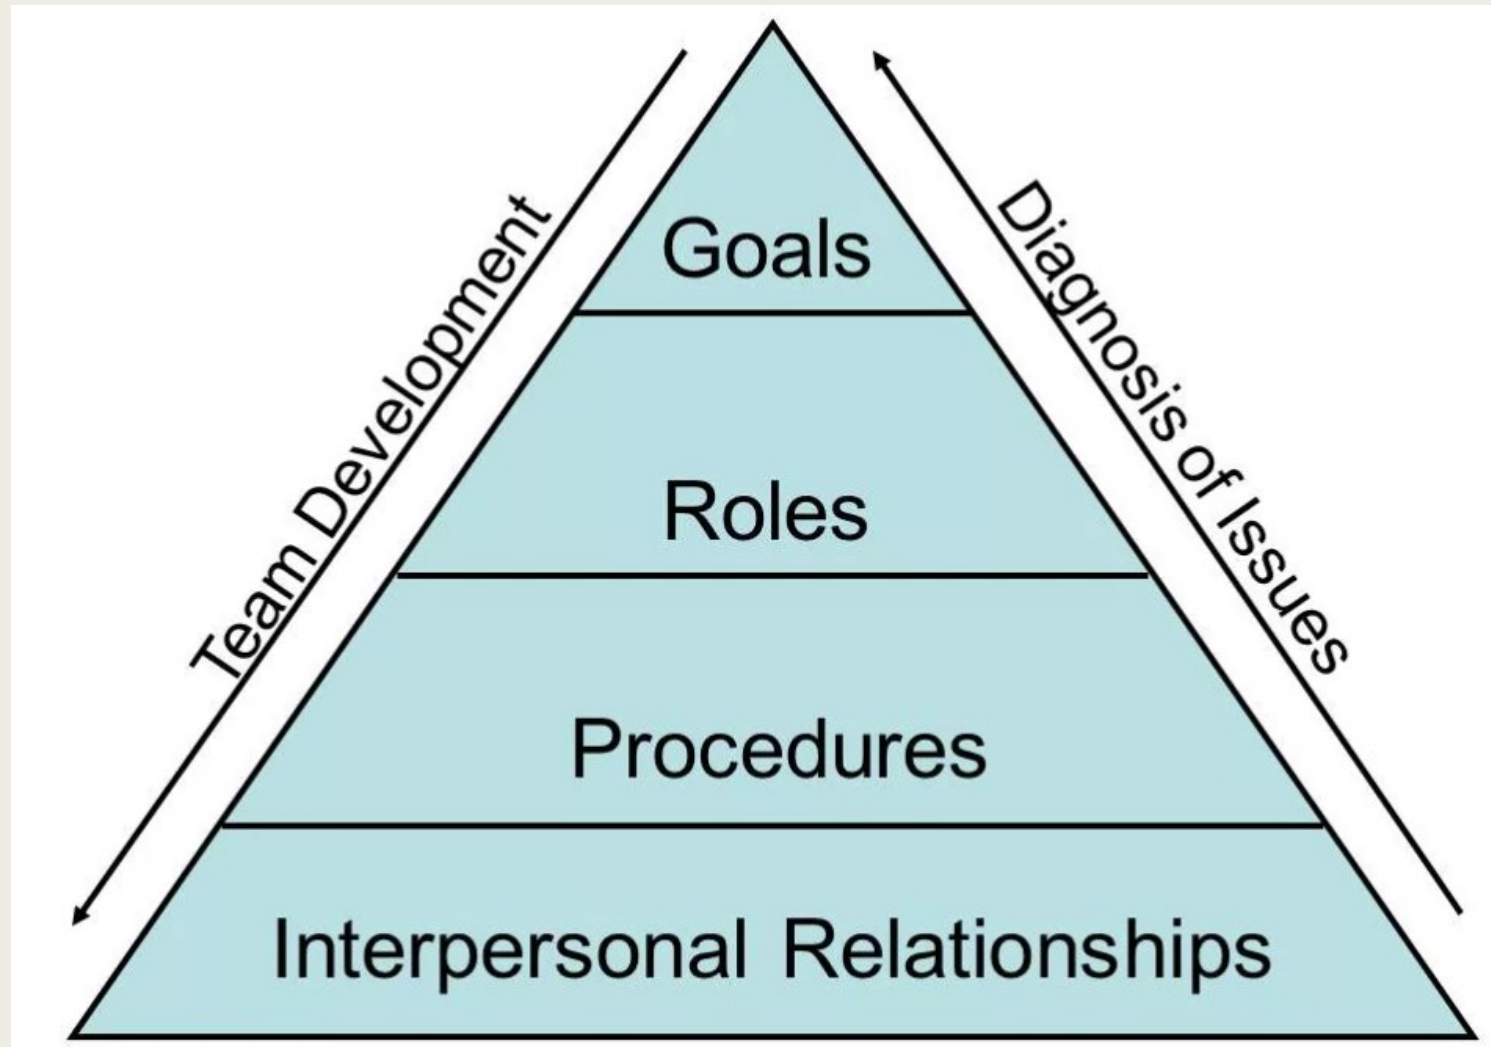 Goals
Team Development
Diagnosis of Issues
Roles
Procedures
Interpersonal Relationships